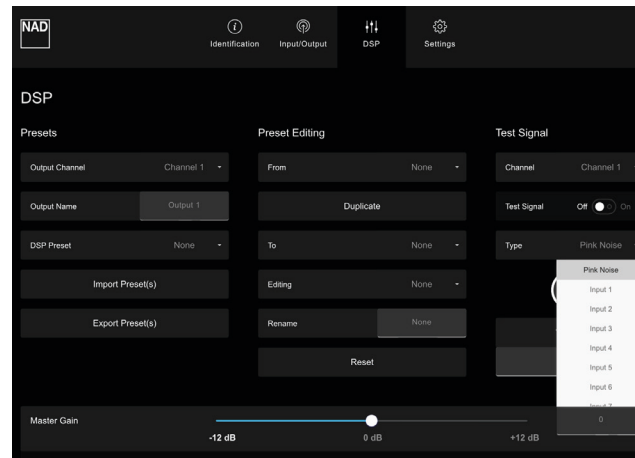 NAD
Identification
Input/Output
DSP
Settings
DSP
Presets
Output Channel Channel 1
Output Name Output 1
DSP Preset None
Import Preset(s)
Export Preset(s)
Preset Editing
From None
Duplicate
To None
Editing None
Rename None
Reset
Test Signal
Channel Channel 1
Test Signal Off On
Type Pink Noise
Pink Noise
Input 1
Input 2
Input 3
Input 4
Input 5
Input 6
0
Master Gain
-12 dB 0 dB +12 dB